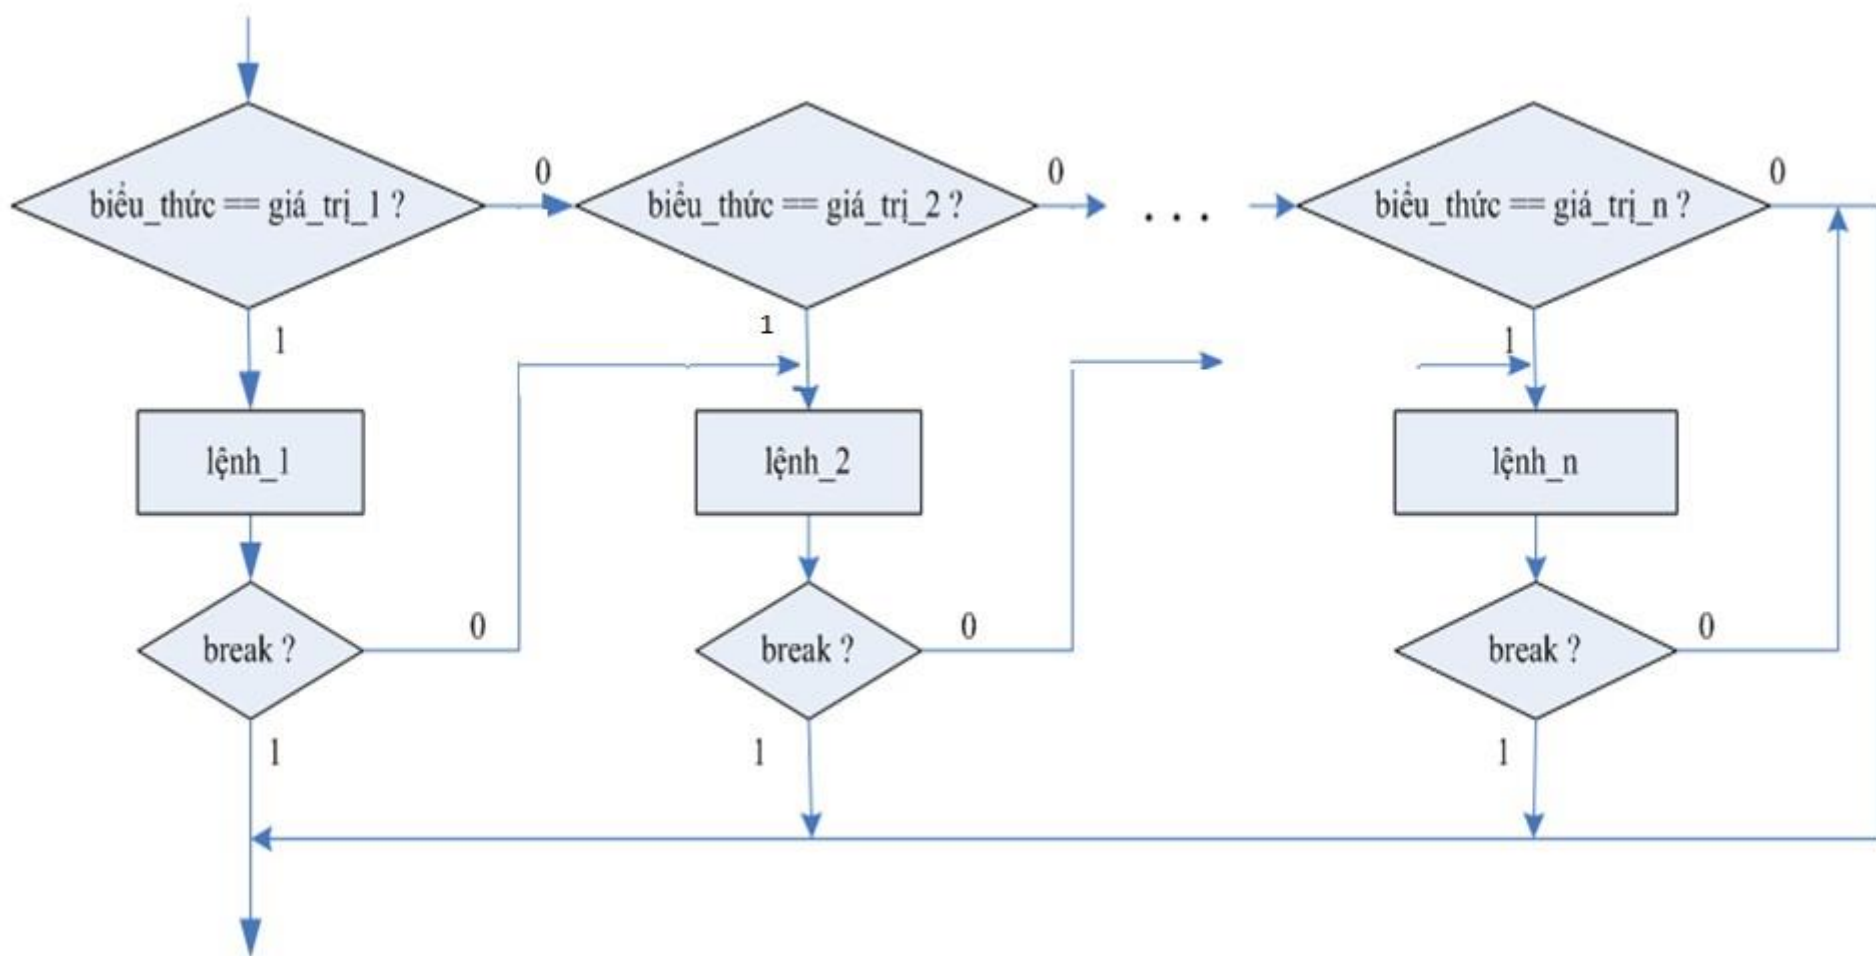 0
0
0
biểu_thức == giá_trị_1 ?
biểu_thức == giá_trị_2 ?
. . .
biểu_thức == giá_trị_n ?
1
1
1
lệnh_1
lệnh_2
lệnh_n
0
0
0
break ?
break ?
break ?
1
1
1